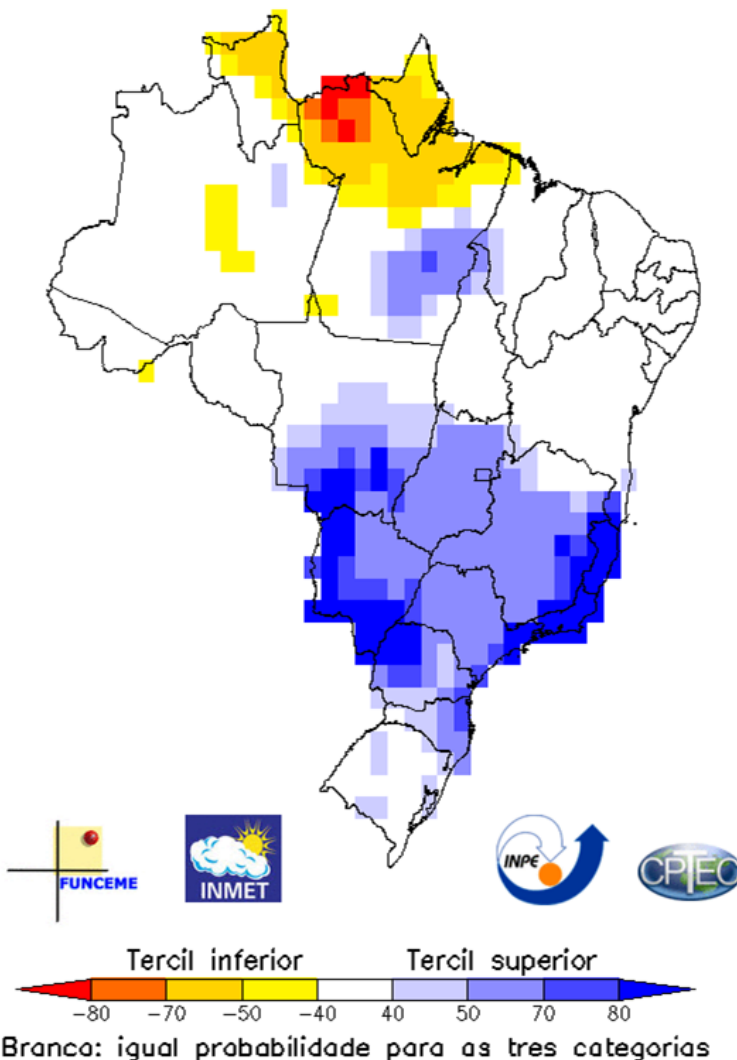 FUNCEME
INMET
INPE
CPTEC
Tercil inferior Tercil superior
-80 -70 -50 -40 40 50 70 80
Branca: igual probabilidade para as tres categorias